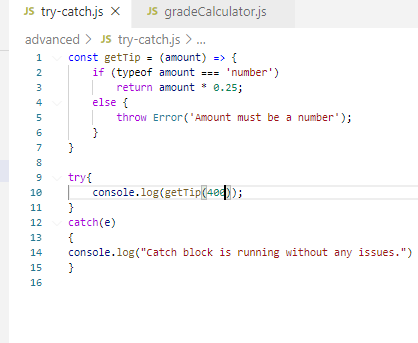 JS try-catch.js × JS gradeCalculator.js
advanced > JS try-catch.js > ...
1 const getTip = (amount) => {
2 if (typeof amount === 'number')
3 return amount * 0.25;
4 else {
5 throw Error('Amount must be a number');
6 }
7 }
8
9 try{
10 console.log(getTip(400));
11 }
12 catch(e)
13 {
14 console.log("Catch block is running without any issues.")
15 }
16